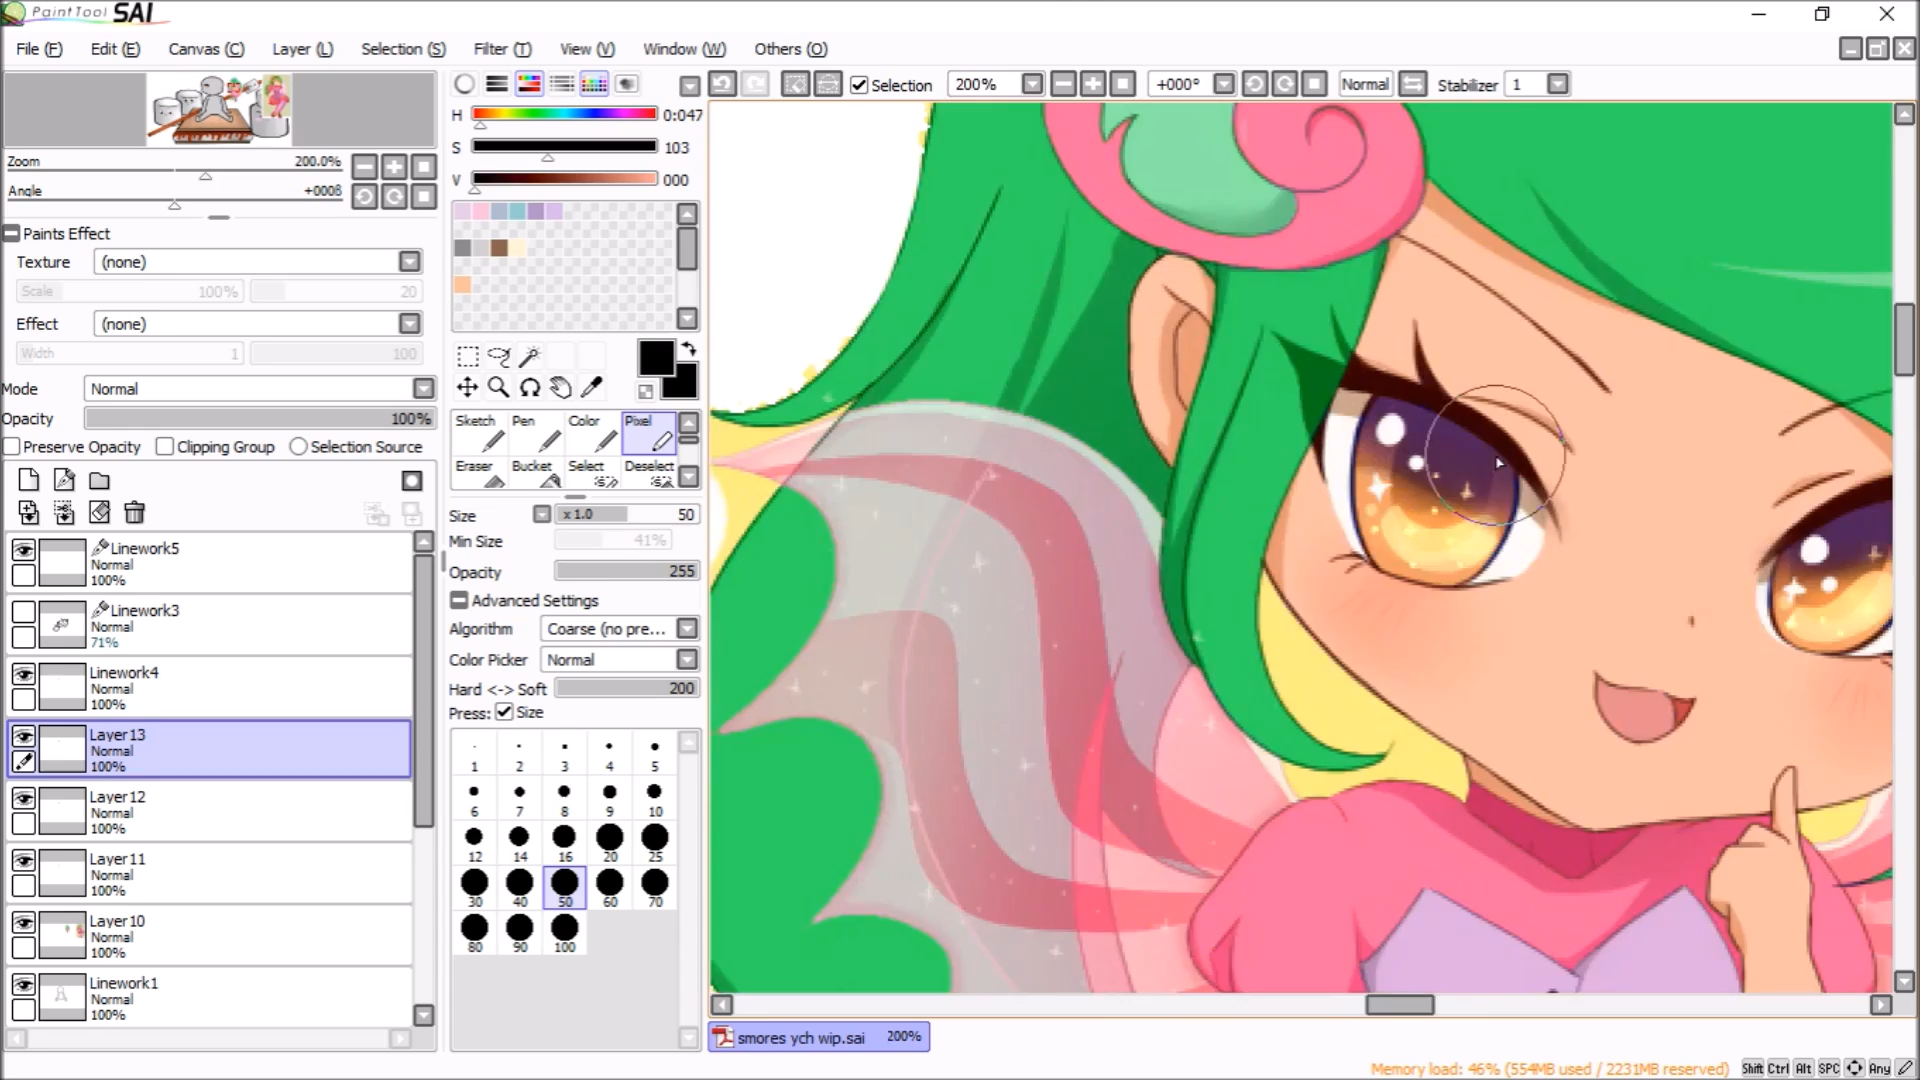 PaintTool SAI
File (F) Edit (E) Canvas (C) Layer (L) Selection (S) Filter (T) View (V) Window (W) Others (O)
Selection 200% +000° Normal Stabilizer 1
Zoom 200.0%
Angle +000ß
Paints Effect
Texture (none)
Scale 100% 20
Effect (none)
Width 1 100
Mode Normal
Opacity 100%
Preserve Opacity Clipping Group Selection Source
Linework5
Normal
100%
Linework3
Normal
71%
Linework4
Normal
100%
Layer13
Normal
100%
Layer12
Normal
100%
Layer11
Normal
100%
Layer10
Normal
100%
Linework1
Normal
100%
H 0:047
S 103
V 000
Sketch Pen Color Pixel
Eraser Bucket Select Deselect
Size x 1.0 50
Min Size 41%
Opacity 255
Advanced Settings
Algorithm Coarse (no pre...
Color Picker Normal
Hard <-> Soft 200
Press: Size
1 2 3 4 5
6 7 8 9 10
12 14 16 20 25
30 40 50 60 70
80 90 100
smores ych wip.sai 200%
Memory load: 46% (554MB used / 2231MB reserved) Shift Ctrl Alt SPC Any